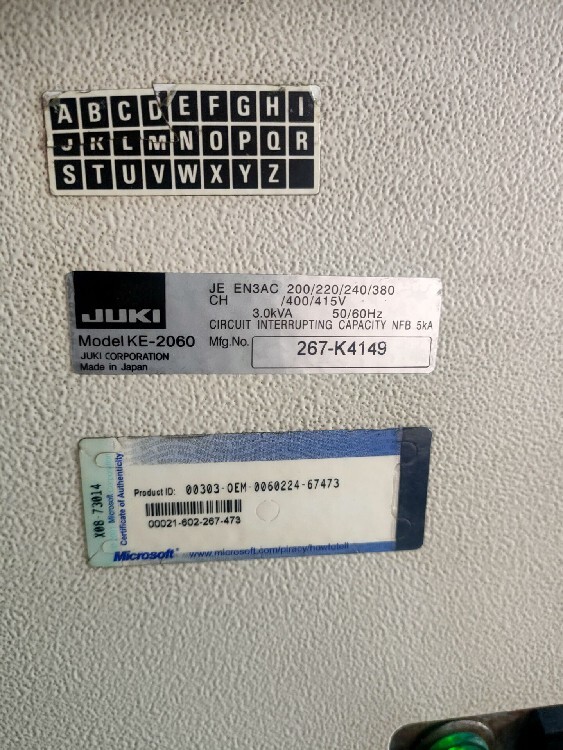 A B C D E F G H I
J K L M N O P Q R
S T U V W X Y Z
JUKI
Model KE-2060
JUKI CORPORATION
Made in Japan
JE EN3AC 200/220/240/380
CH /400/415V
3.0kVA 50/60Hz
CIRCUIT INTERRUPTING CAPACITY NFB 5kA
Mfg.No. 267-K4149
X08 73014
Microsoft
Certificate of Authenticity
Product ID: 00303-OEM-0060224-67473
00021-602-267-473
Microsoft www.microsoft.com/piracy/howtotell